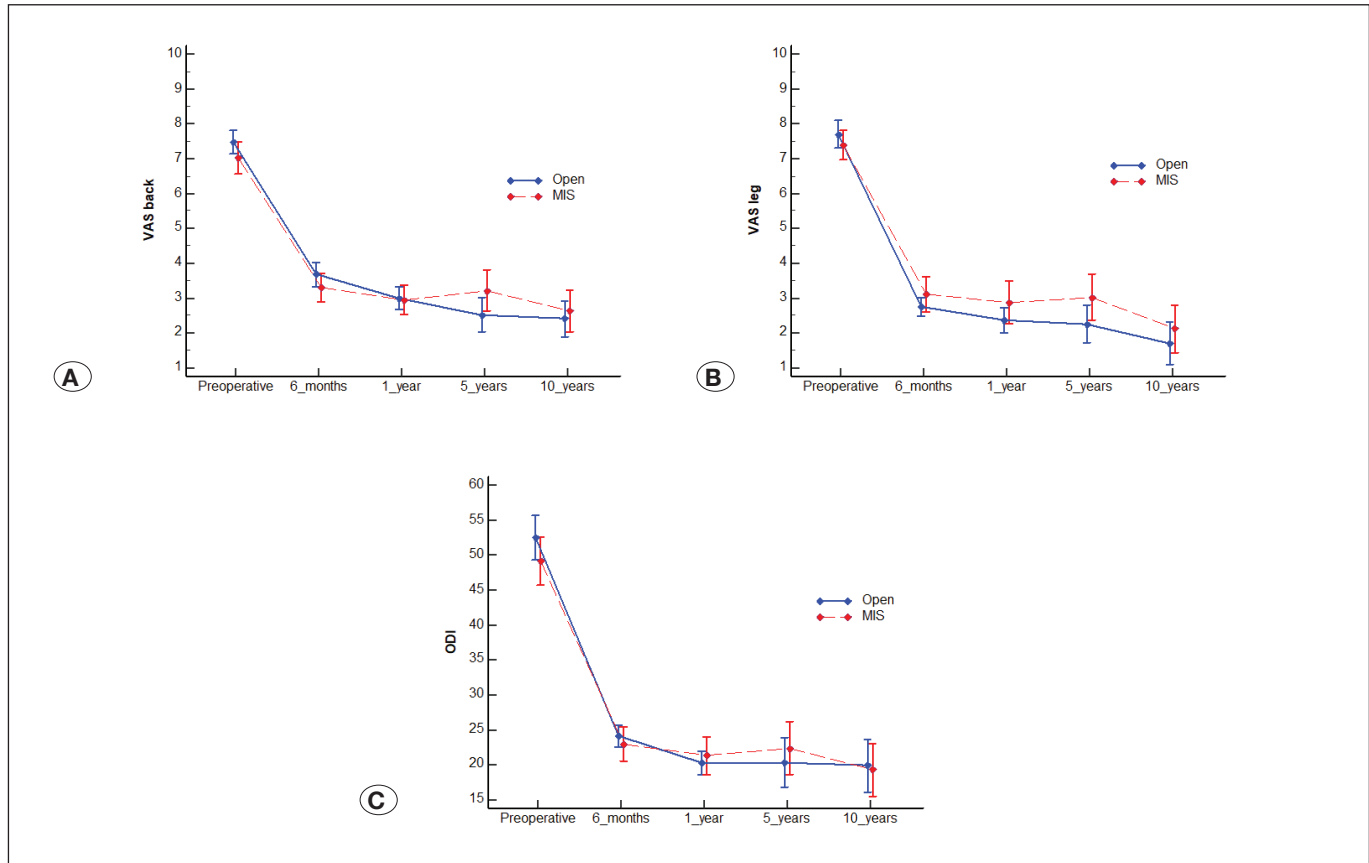 10
9
8
7
6
5
4
3
2
1
VAS back
Open
MIS
Preoperative 6_months 1_year 5_years 10_years
A
10
9
8
7
6
5
4
3
2
1
VAS leg
Open
MIS
Preoperative 6_months 1_year 5_years 10_years
B
60
55
50
45
40
35
30
25
20
15
ODI
Open
MIS
Preoperative 6_months 1_year 5_years 10_years
C